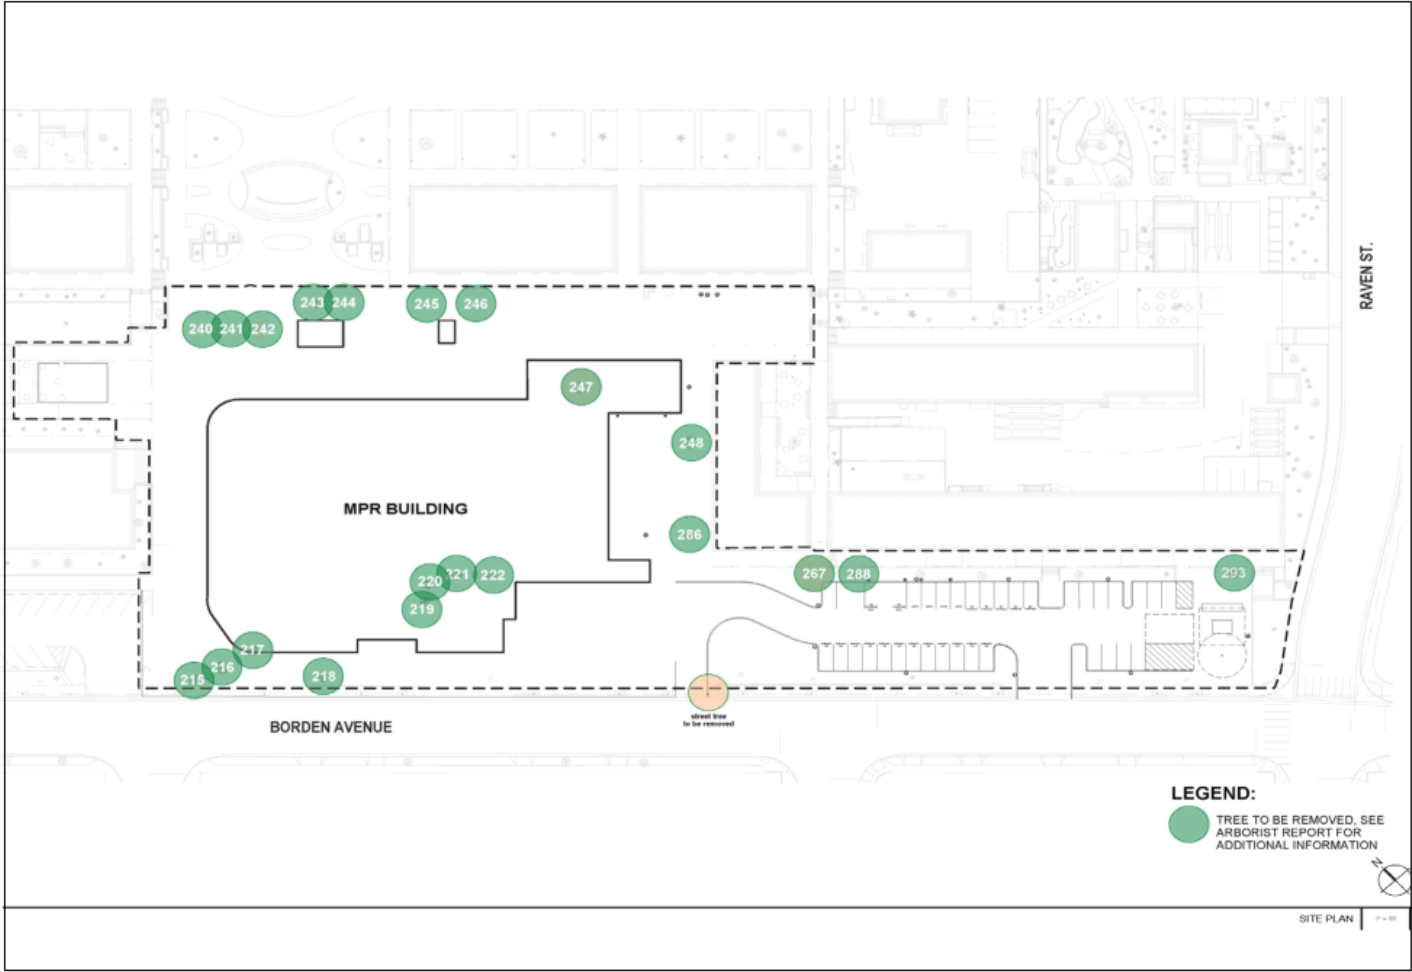 RAVEN ST.
243 244 245 246
240 241 242
247
248
MPR BUILDING
286
221 222
220
267 288 293
219
217
216
215
218
street tree
to be removed
BORDEN AVENUE
LEGEND:
TREE TO BE REMOVED, SEE
ARBORIST REPORT FOR
ADDITIONAL INFORMATION
N
SITE PLAN